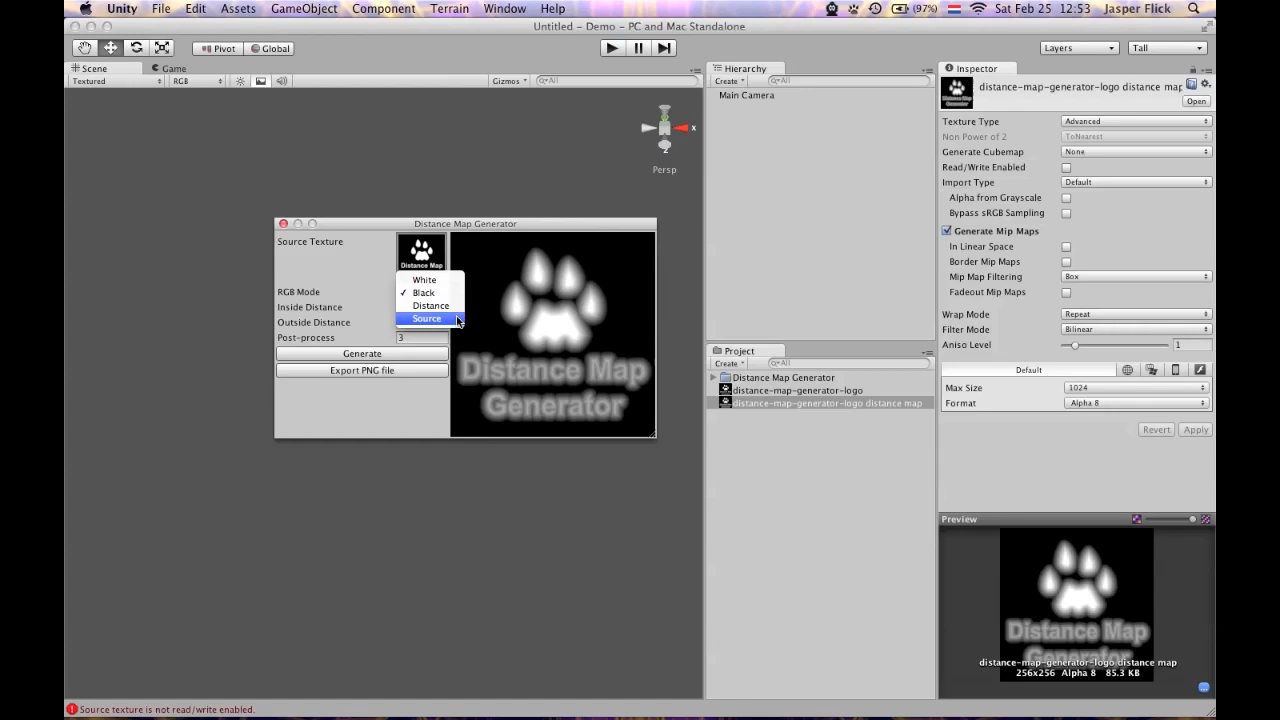 Unity File Edit Assets GameObject Component Terrain Window Help (97%) Sat Feb 25 12:53 Jasper Flick
Untitled - Demo - PC and Mac Standalone
Pivot Global Layers Tall
Scene Game
Textured RGB Gizmos All
Persp
x
z
Hierarchy
Create All
Main Camera
Distance Map Generator
Source Texture
Distance Map
RGB Mode
Inside Distance
Outside Distance
Post-process 3
Generate
Export PNG file
White
✓ Black
Distance
Source
Distance Map
Generator
Project
Create All
Distance Map Generator
distance-map-generator-logo
distance-map-generator-logo distance map
Inspector
distance-map-generator-logo distance map
Open
Texture Type Advanced
Non Power of 2 ToNearest
Generate Cubemap None
Read/Write Enabled
Import Type Default
Alpha from Grayscale
Bypass sRGB Sampling
Generate Mip Maps
In Linear Space
Border Mip Maps
Mip Map Filtering Box
Fadeout Mip Maps
Wrap Mode Repeat
Filter Mode Bilinear
Aniso Level 1
Default
Max Size 1024
Format Alpha 8
Revert Apply
Preview
Distance Map
Generator
distance-map-generator-logo distance map
256x256 Alpha 8 85.3 KB
Source texture is not read/write enabled.